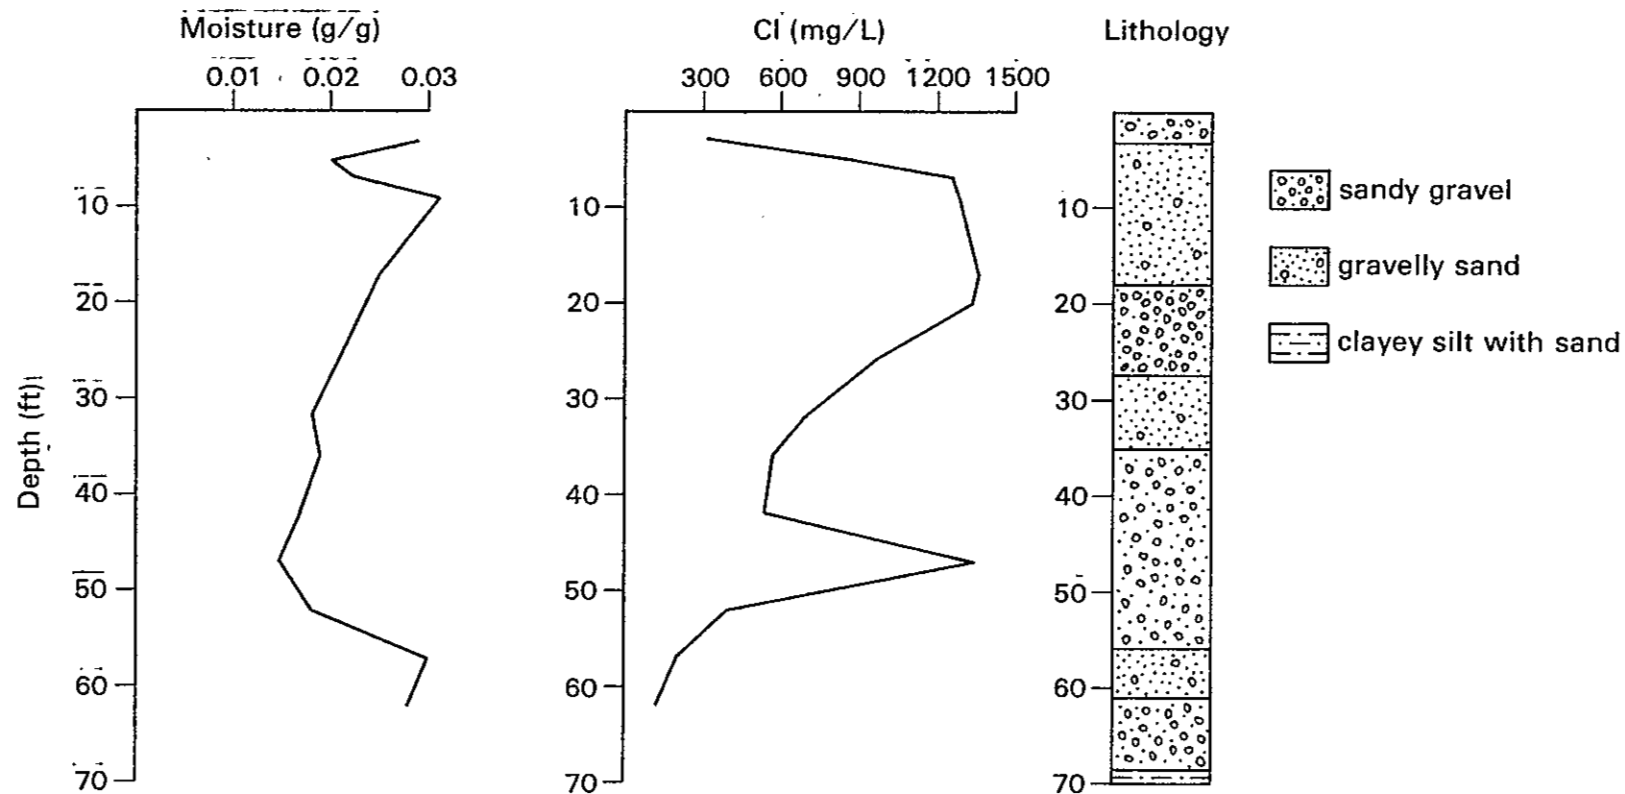 Moisture (g/g)
0.01 0.02 0.03
10
20
30
40
50
60
70
Depth (ft)
Cl (mg/L)
300 600 900 1200 1500
10
20
30
40
50
60
70
Lithology
10
20
30
40
50
60
70
sandy gravel
gravelly sand
clayey silt with sand